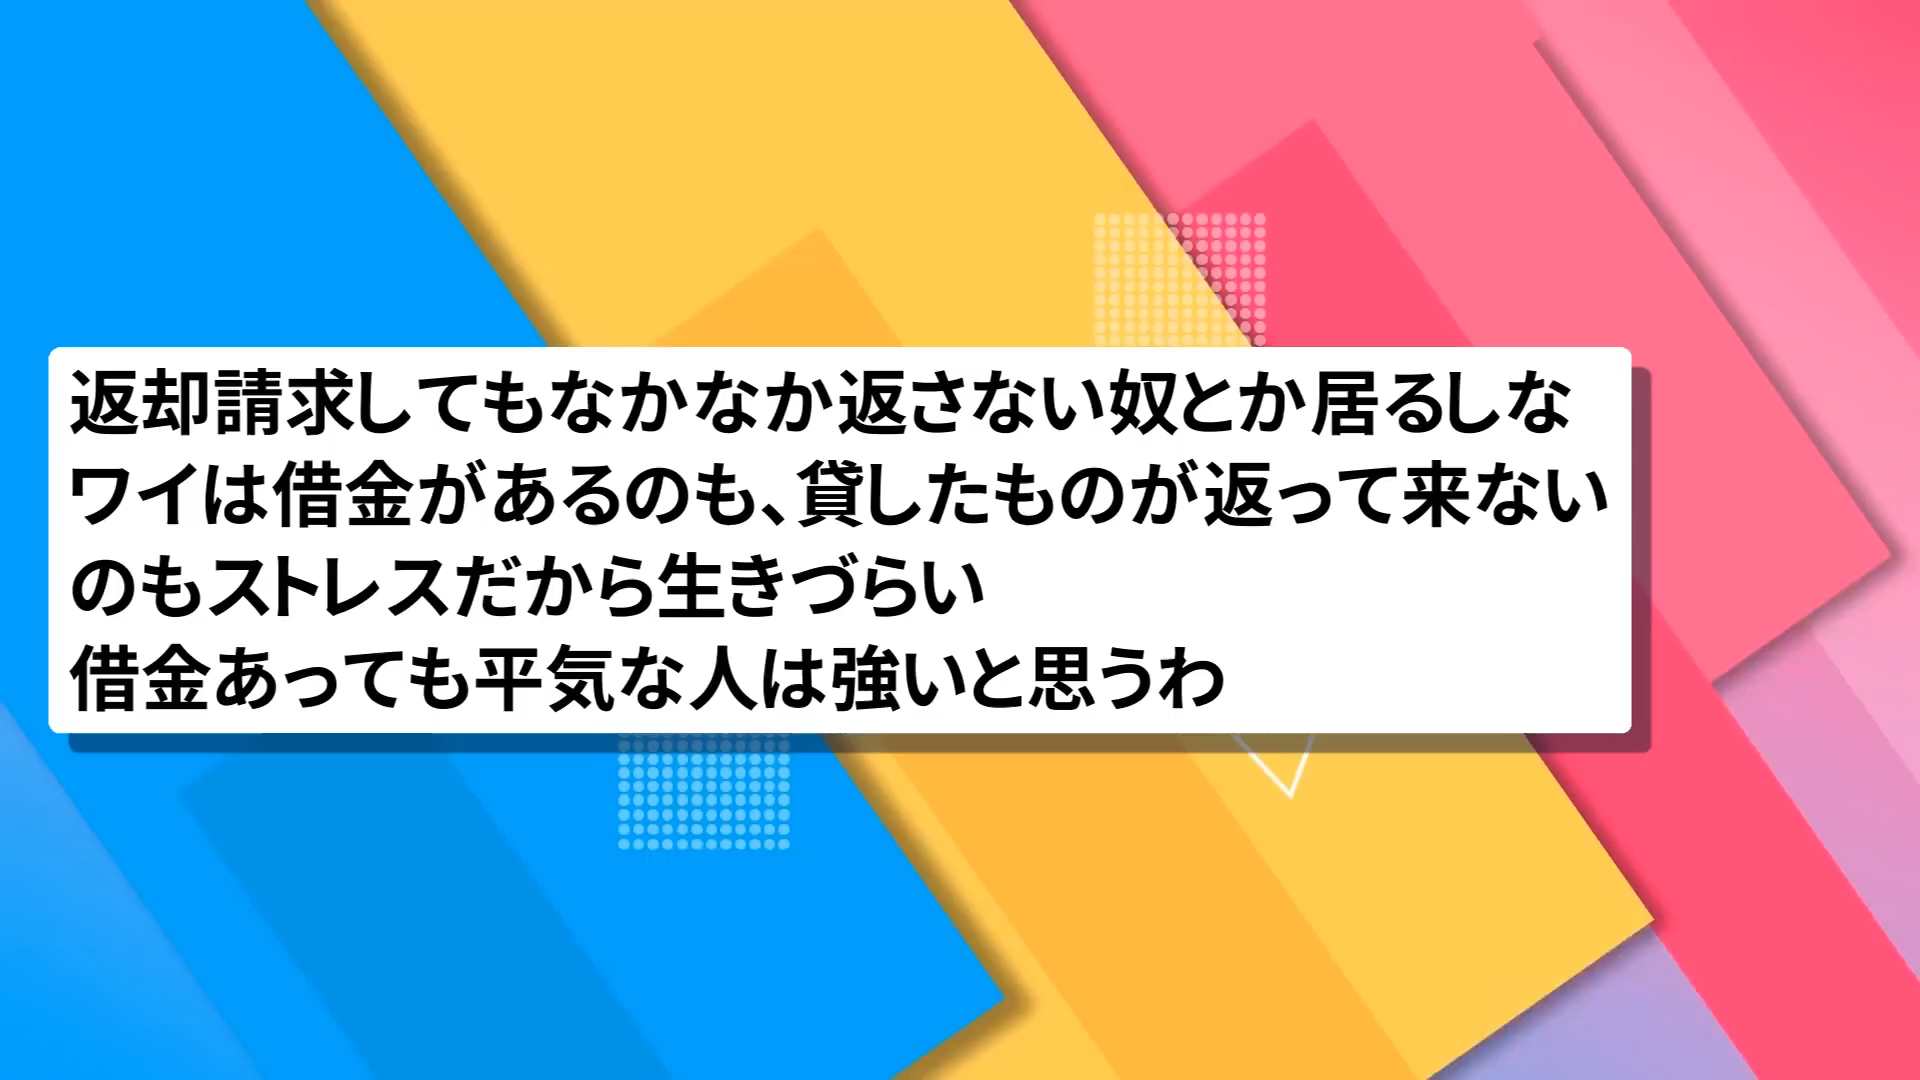 返却請求してもなかなか返さない奴とか居るしな
ワイは借金があるのも、貸したものが返って来ない
のもストレスだから生きづらい
借金あっても平気な人は強いと思うわ